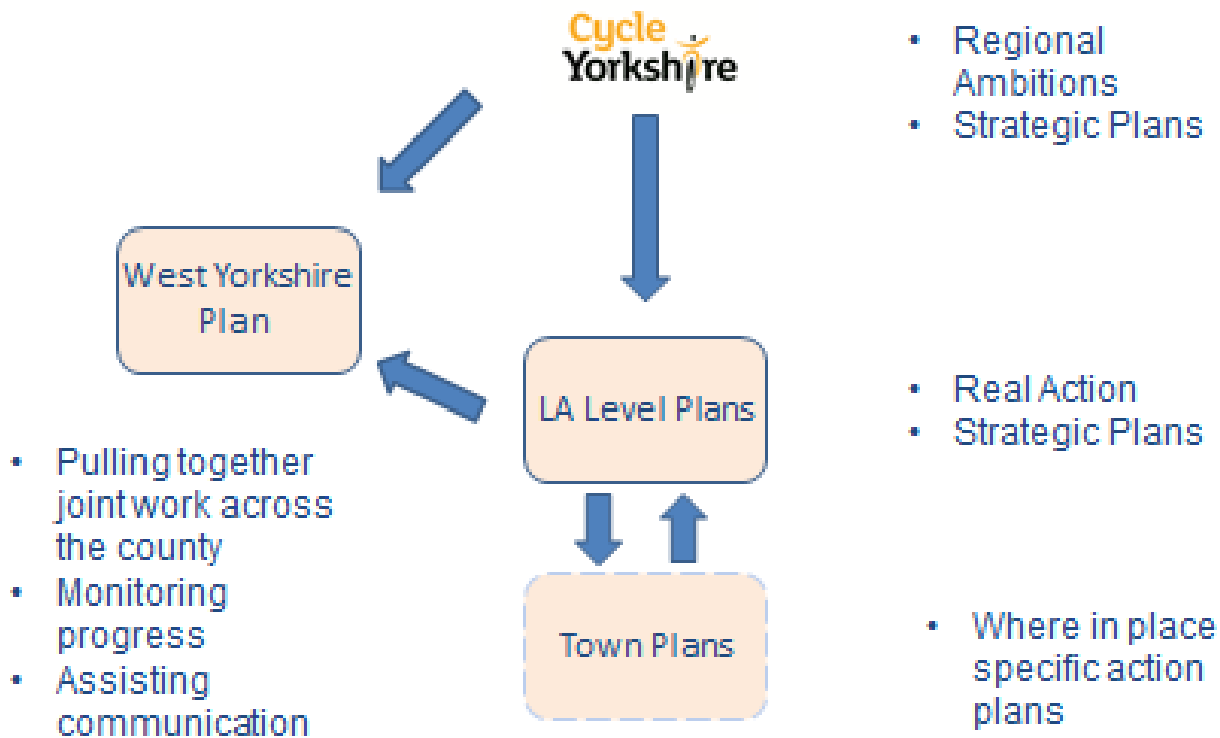 Cycle
Yorkshire
• Regional
Ambitions
• Strategic Plans
West Yorkshire
Plan
LA Level Plans
• Real Action
• Strategic Plans
• Pulling together
joint work across
the county
• Monitoring
progress
• Assisting
communication
Town Plans
• Where in place
specific action
plans